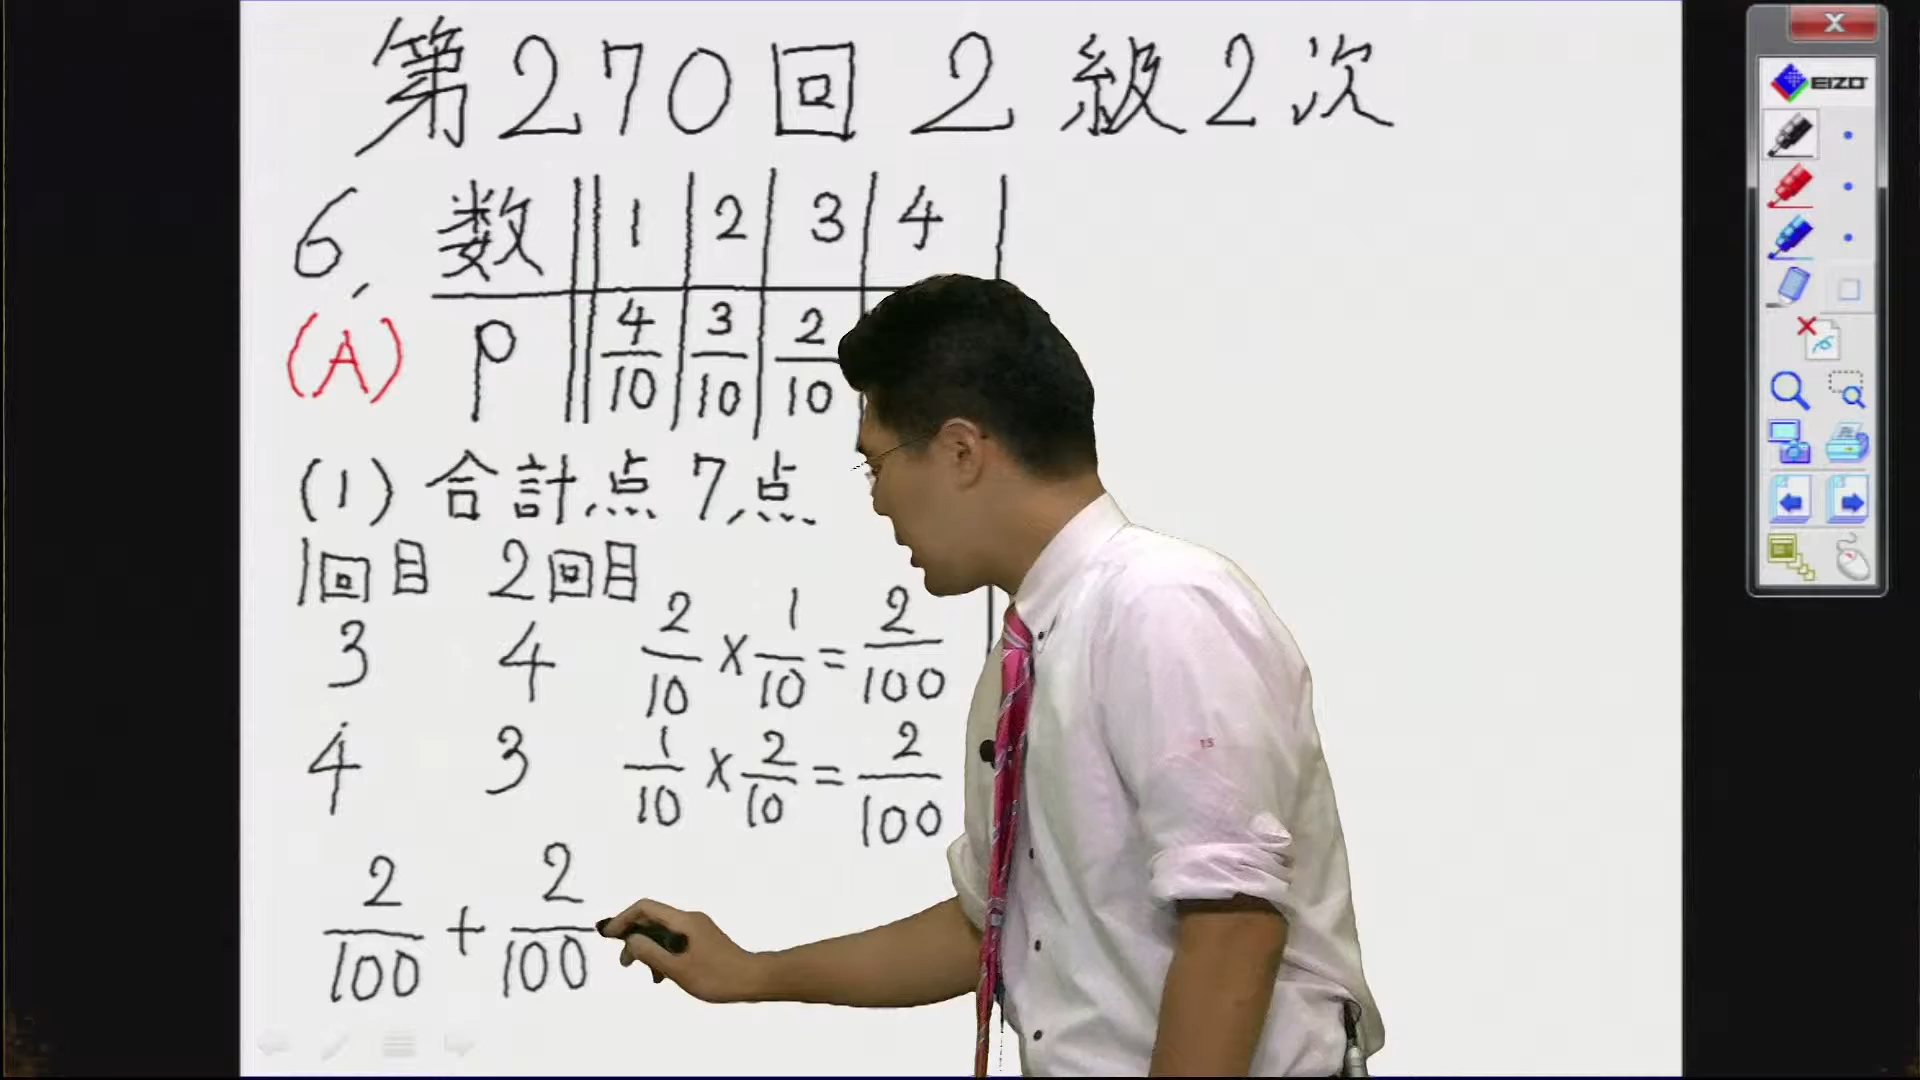 第270回 2級2次
6, 数 1 2 3 4
(A) P 4/10 3/10 2/10
(1) 合計点 7点
1回目 2回目
3 4 2/10 × 1/10 = 2/100
4 3 1/10 × 2/10 = 2/100
2/100 + 2/100
EIZO